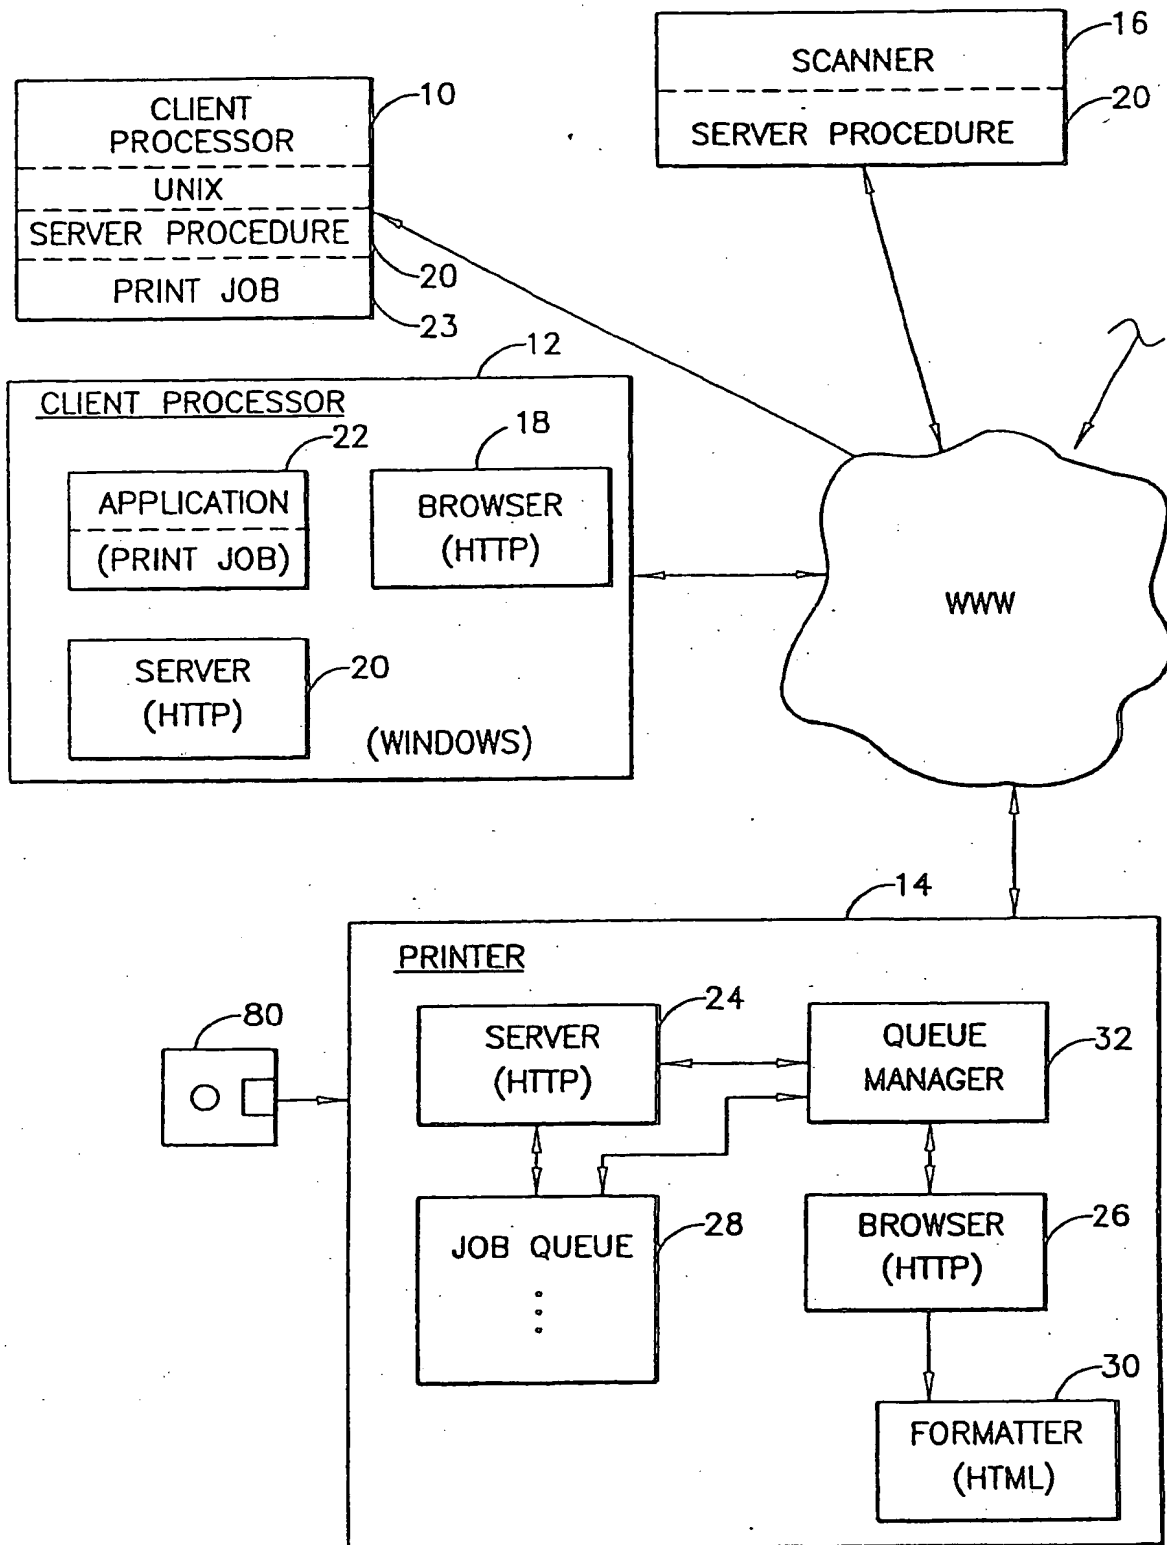 16
SCANNER
20
SERVER PROCEDURE
10
CLIENT
PROCESSOR
UNIX
SERVER PROCEDURE
20
PRINT JOB
23
12
CLIENT PROCESSOR
22
18
APPLICATION
(PRINT JOB)
BROWSER
(HTTP)
WWW
SERVER
(HTTP)
20
(WINDOWS)
14
PRINTER
80
24
SERVER
(HTTP)
QUEUE
MANAGER
32
28
JOB QUEUE
BROWSER
(HTTP)
26
30
FORMATTER
(HTML)